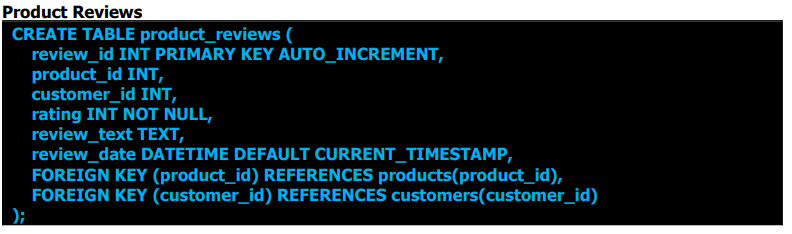 Product Reviews
CREATE TABLE product_reviews (
review_id INT PRIMARY KEY AUTO_INCREMENT,
product_id INT,
customer_id INT,
rating INT NOT NULL,
review_text TEXT,
review_date DATETIME DEFAULT CURRENT_TIMESTAMP,
FOREIGN KEY (product_id) REFERENCES products(product_id),
FOREIGN KEY (customer_id) REFERENCES customers(customer_id)
);